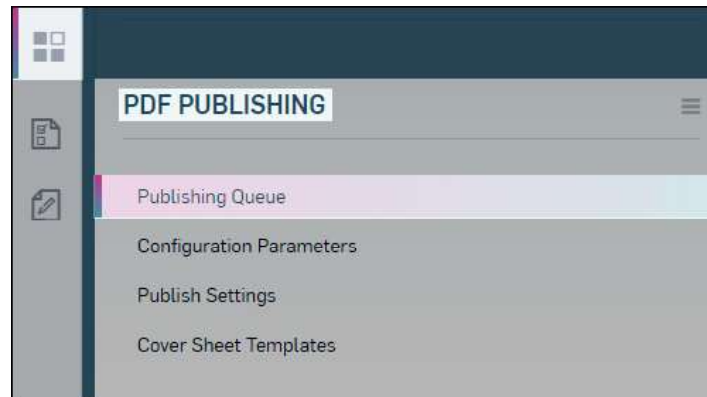 PDF PUBLISHING
Publishing Queue
Configuration Parameters
Publish Settings
Cover Sheet Templates